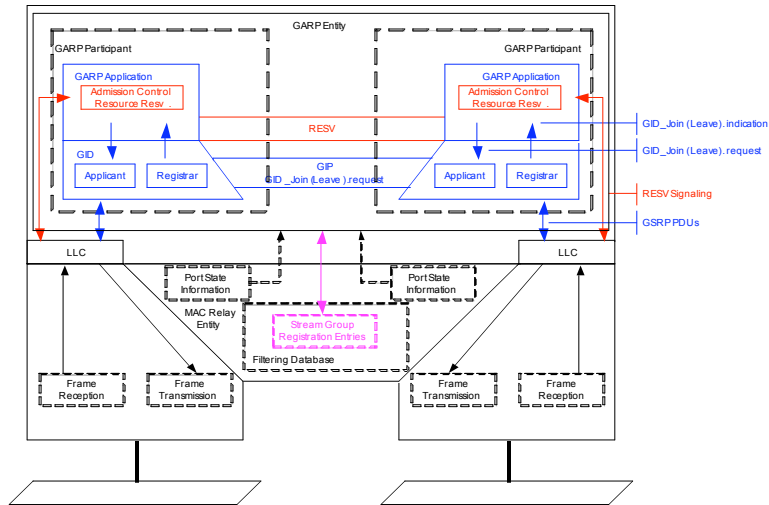 GARP Entity
GARP Participant
GARP Participant
GARP Application
GARP Application
Admission Control
Resource Resv .
Admission Control
Resource Resv .
RESV
GID_Join (Leave).indication
GID
GIP
GID_Join (Leave).request
GID _Join (Leave ).request
Applicant
Registrar
Applicant
Registrar
RESV Signaling
GSRP PDUs
LLC
LLC
Port State
Information
Port State
Information
MAC Relay
Entity
Stream Group
Registration Entries
Filtering Database
Frame
Reception
Frame
Transmission
Frame
Transmission
Frame
Reception